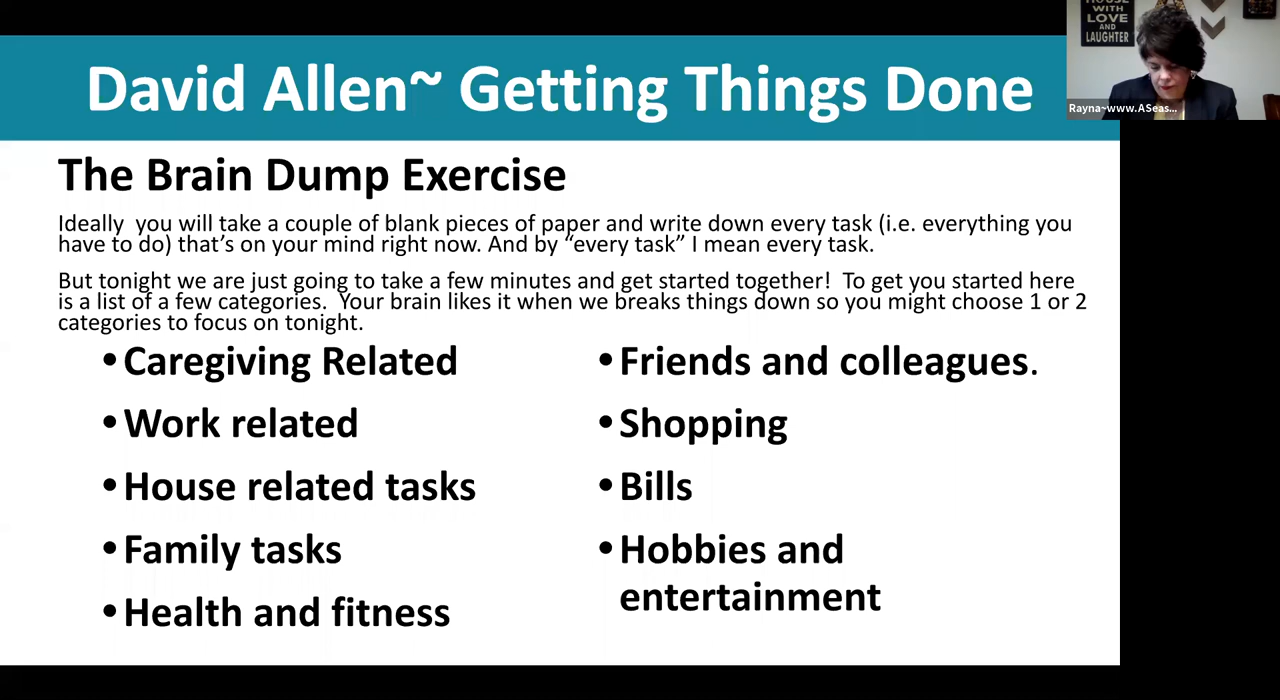 David Allen~ Getting Things Done
HOUSE
WITH
LOVE
AND
LAUGHTER
Rayna~www.ASeas...
The Brain Dump Exercise
Ideally  you will take a couple of blank pieces of paper and write down every task (i.e. everything you
have to do) that’s on your mind right now. And by “every task” I mean every task.
But tonight we are just going to take a few minutes and get started together!  To get you started here
is a list of a few categories.  Your brain likes it when we breaks things down so you might choose 1 or 2
categories to focus on tonight.
•Caregiving Related
•Work related
•House related tasks
•Family tasks
•Health and fitness
•Friends and colleagues.
•Shopping
•Bills
•Hobbies and
entertainment